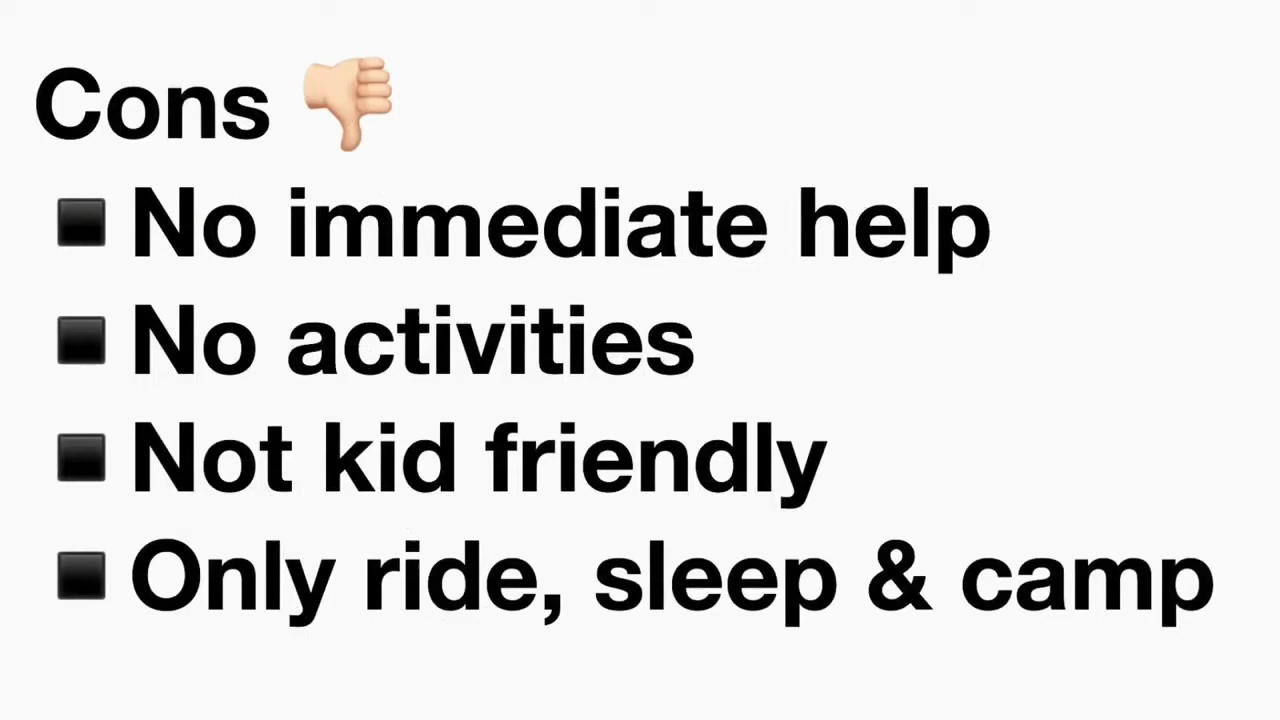 Cons 👎🏻
▪️No immediate help
▪️No activities
▪️Not kid friendly
▪️Only ride, sleep & camp